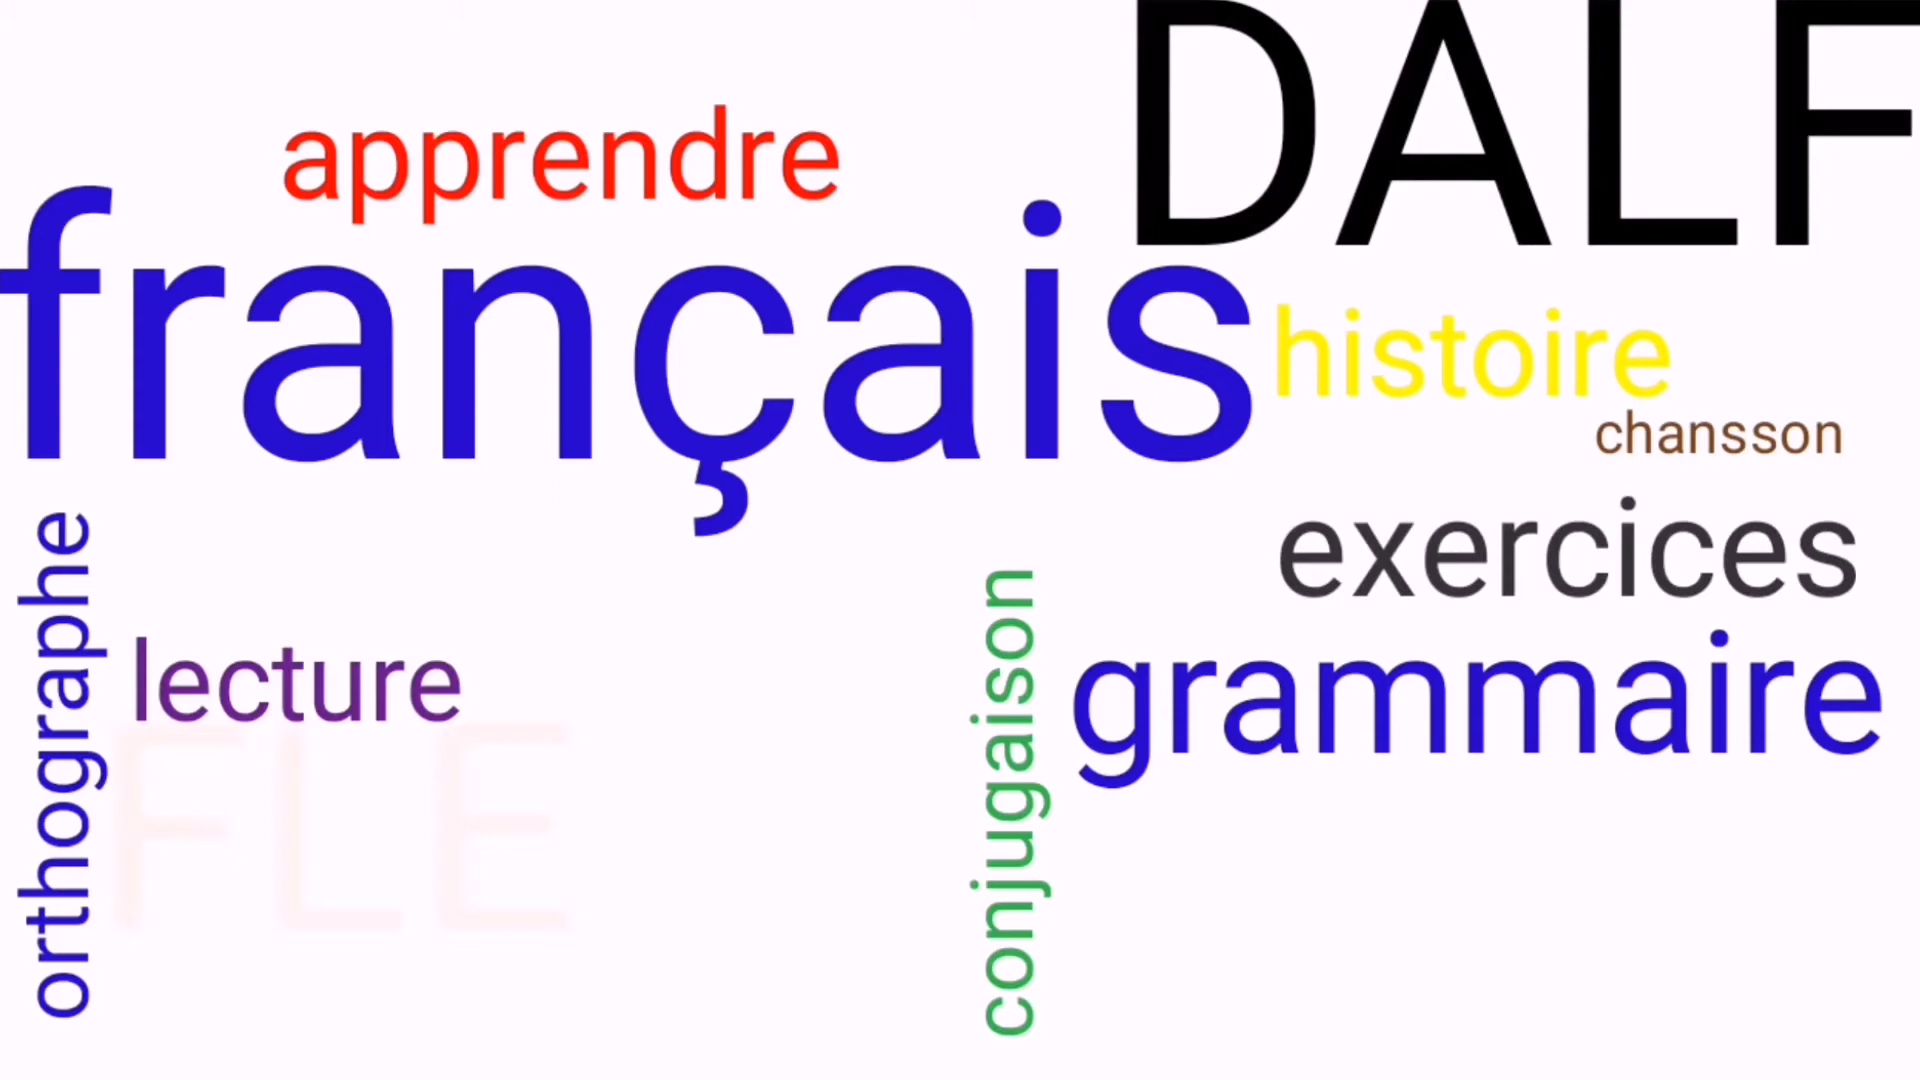 DALF
apprendre
français
histoire
chansson
exercices
orthographe
lecture
conjugaison
grammaire
FLE